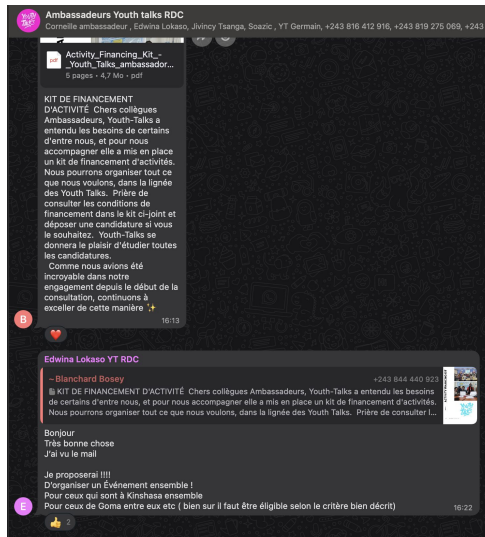 Ambassadeurs Youth talks RDC
Corneille ambassadeur , Edwina Lokaso, Jivincy Tsanga, Soazic , YT Germain, +243 816 412 916, +243 819 275 069, +243
Activity_Financing_Kit_-
_Youth_Talks_ambassador...
pdf
5 pages • 4,7 Mo • pdf
KIT DE FINANCEMENT
D'ACTIVITÉ  Chers collègues
Ambassadeurs, Youth-Talks a
entendu les besoins de certains
d'entre nous, et pour nous
accompagner elle a mis en place
un kit de financement d'activités.
Nous pourrons organiser tout ce
que nous voulons, dans la lignée
des Youth Talks.  Prière de
consulter les conditions de
financement dans le kit ci-joint et
déposer une candidature si vous
le souhaitez.  Youth-Talks se
donnera le plaisir d'étudier toutes
les candidatures.
Comme nous avions été
incroyable dans notre
engagement depuis le début de la
consultation, continuons à
exceller de cette manière ✨
B
16:13
❤️
Edwina Lokaso YT RDC
~ Blanchard Bosey
+243 844 440 923
KIT DE FINANCEMENT D'ACTIVITÉ  Chers collègues Ambassadeurs, Youth-Talks a entendu les besoins
de certains d'entre nous, et pour nous accompagner elle a mis en place un kit de financement d'activités.
Nous pourrons organiser tout ce que nous voulons, dans la lignée des Youth Talks.  Prière de consulter l...
Bonjour
Très bonne chose
J'ai vu le mail
Je proposerai !!!!
D'organiser un Événement ensemble !
Pour ceux qui sont à Kinshasa ensemble
Pour ceux de Goma entre eux etc ( bien sur il faut être éligible selon le critère bien décrit)
E
16:22
👍 2